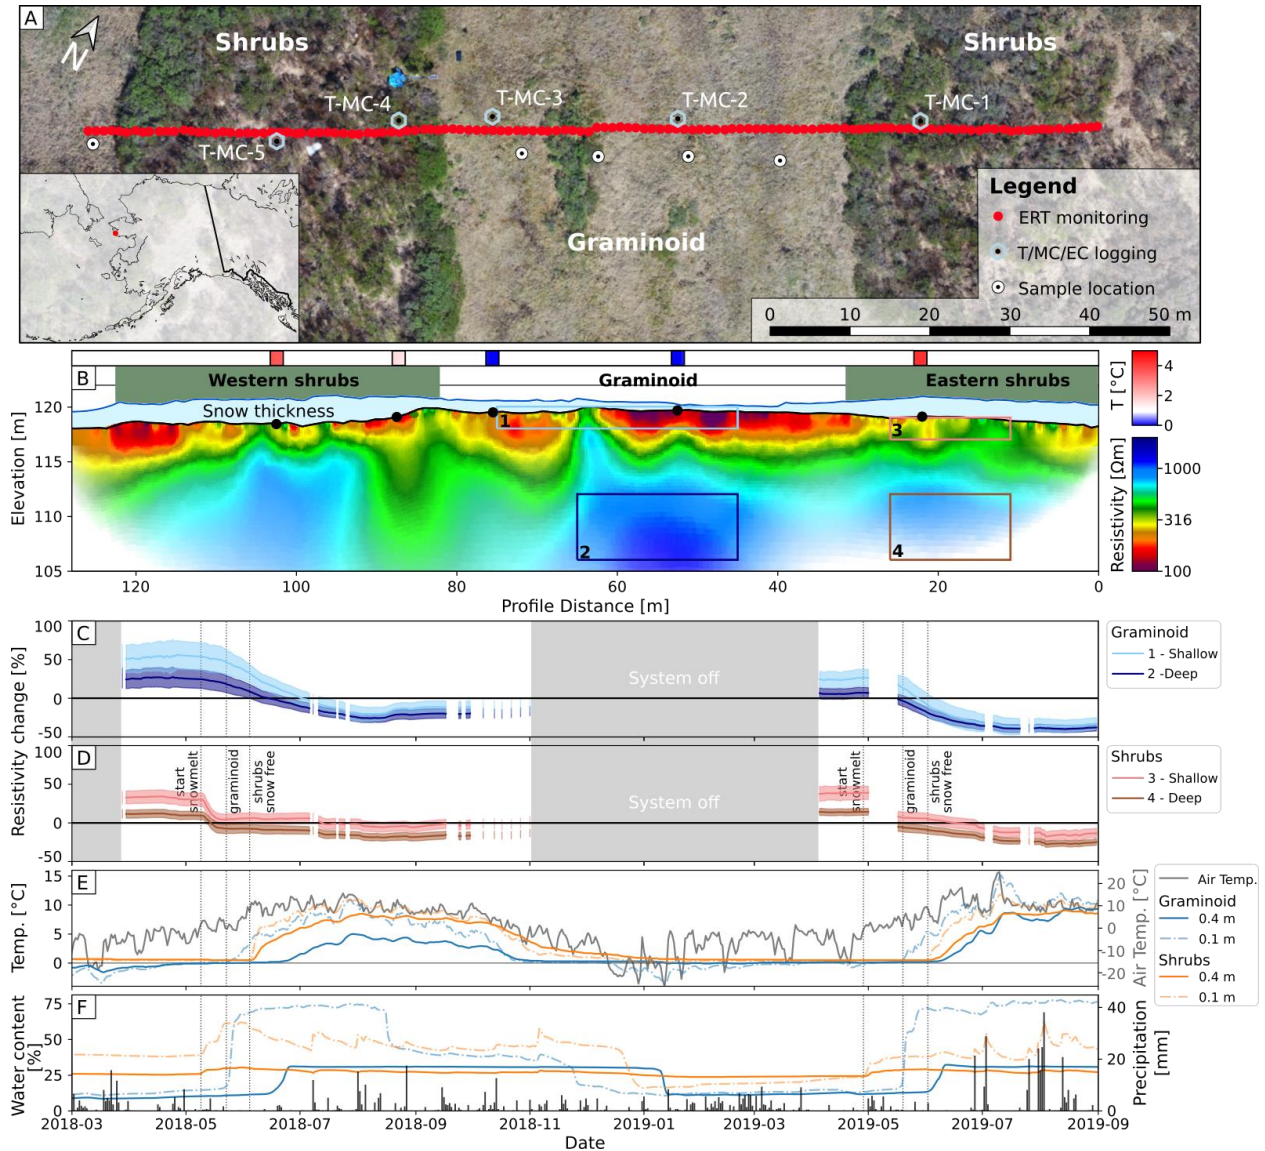 A
N
Shrubs
Shrubs
T-MC-4
T-MC-3
T-MC-2
T-MC-1
T-MC-5
Graminoid
Legend
ERT monitoring
T/MC/EC logging
Sample location
0 10 20 30 50 m
B
Western shrubs
Graminoid
Eastern shrubs
Snow thickness
1
2
3
4
Elevation [m]
120
115
110
105
120 100 80 60 40 20 0
Profile Distance [m]
T [°C]
4
2
0
Resistivity [Ωm]
1000
316
100
C
Resistivity change [%]
100
50
0
-50
System off
Graminoid
1 - Shallow
2 -Deep
D
100
50
0
-50
start
snowmelt
graminoid
shrubs
snow free
System off
start
snowmelt
graminoid
shrubs
snow free
Shrubs
3 - Shallow
4 - Deep
E
Temp. [°C]
15
10
5
0
Air Temp. [°C]
20
10
0
-10
-20
Air Temp.
Graminoid
0.4 m
0.1 m
Shrubs
0.4 m
0.1 m
F
Water content
[%]
75
50
25
0
Precipitation
[mm]
40
20
0
2018-03 2018-05 2018-07 2018-09 2018-11 2019-01 2019-03 2019-05 2019-07 2019-09
Date